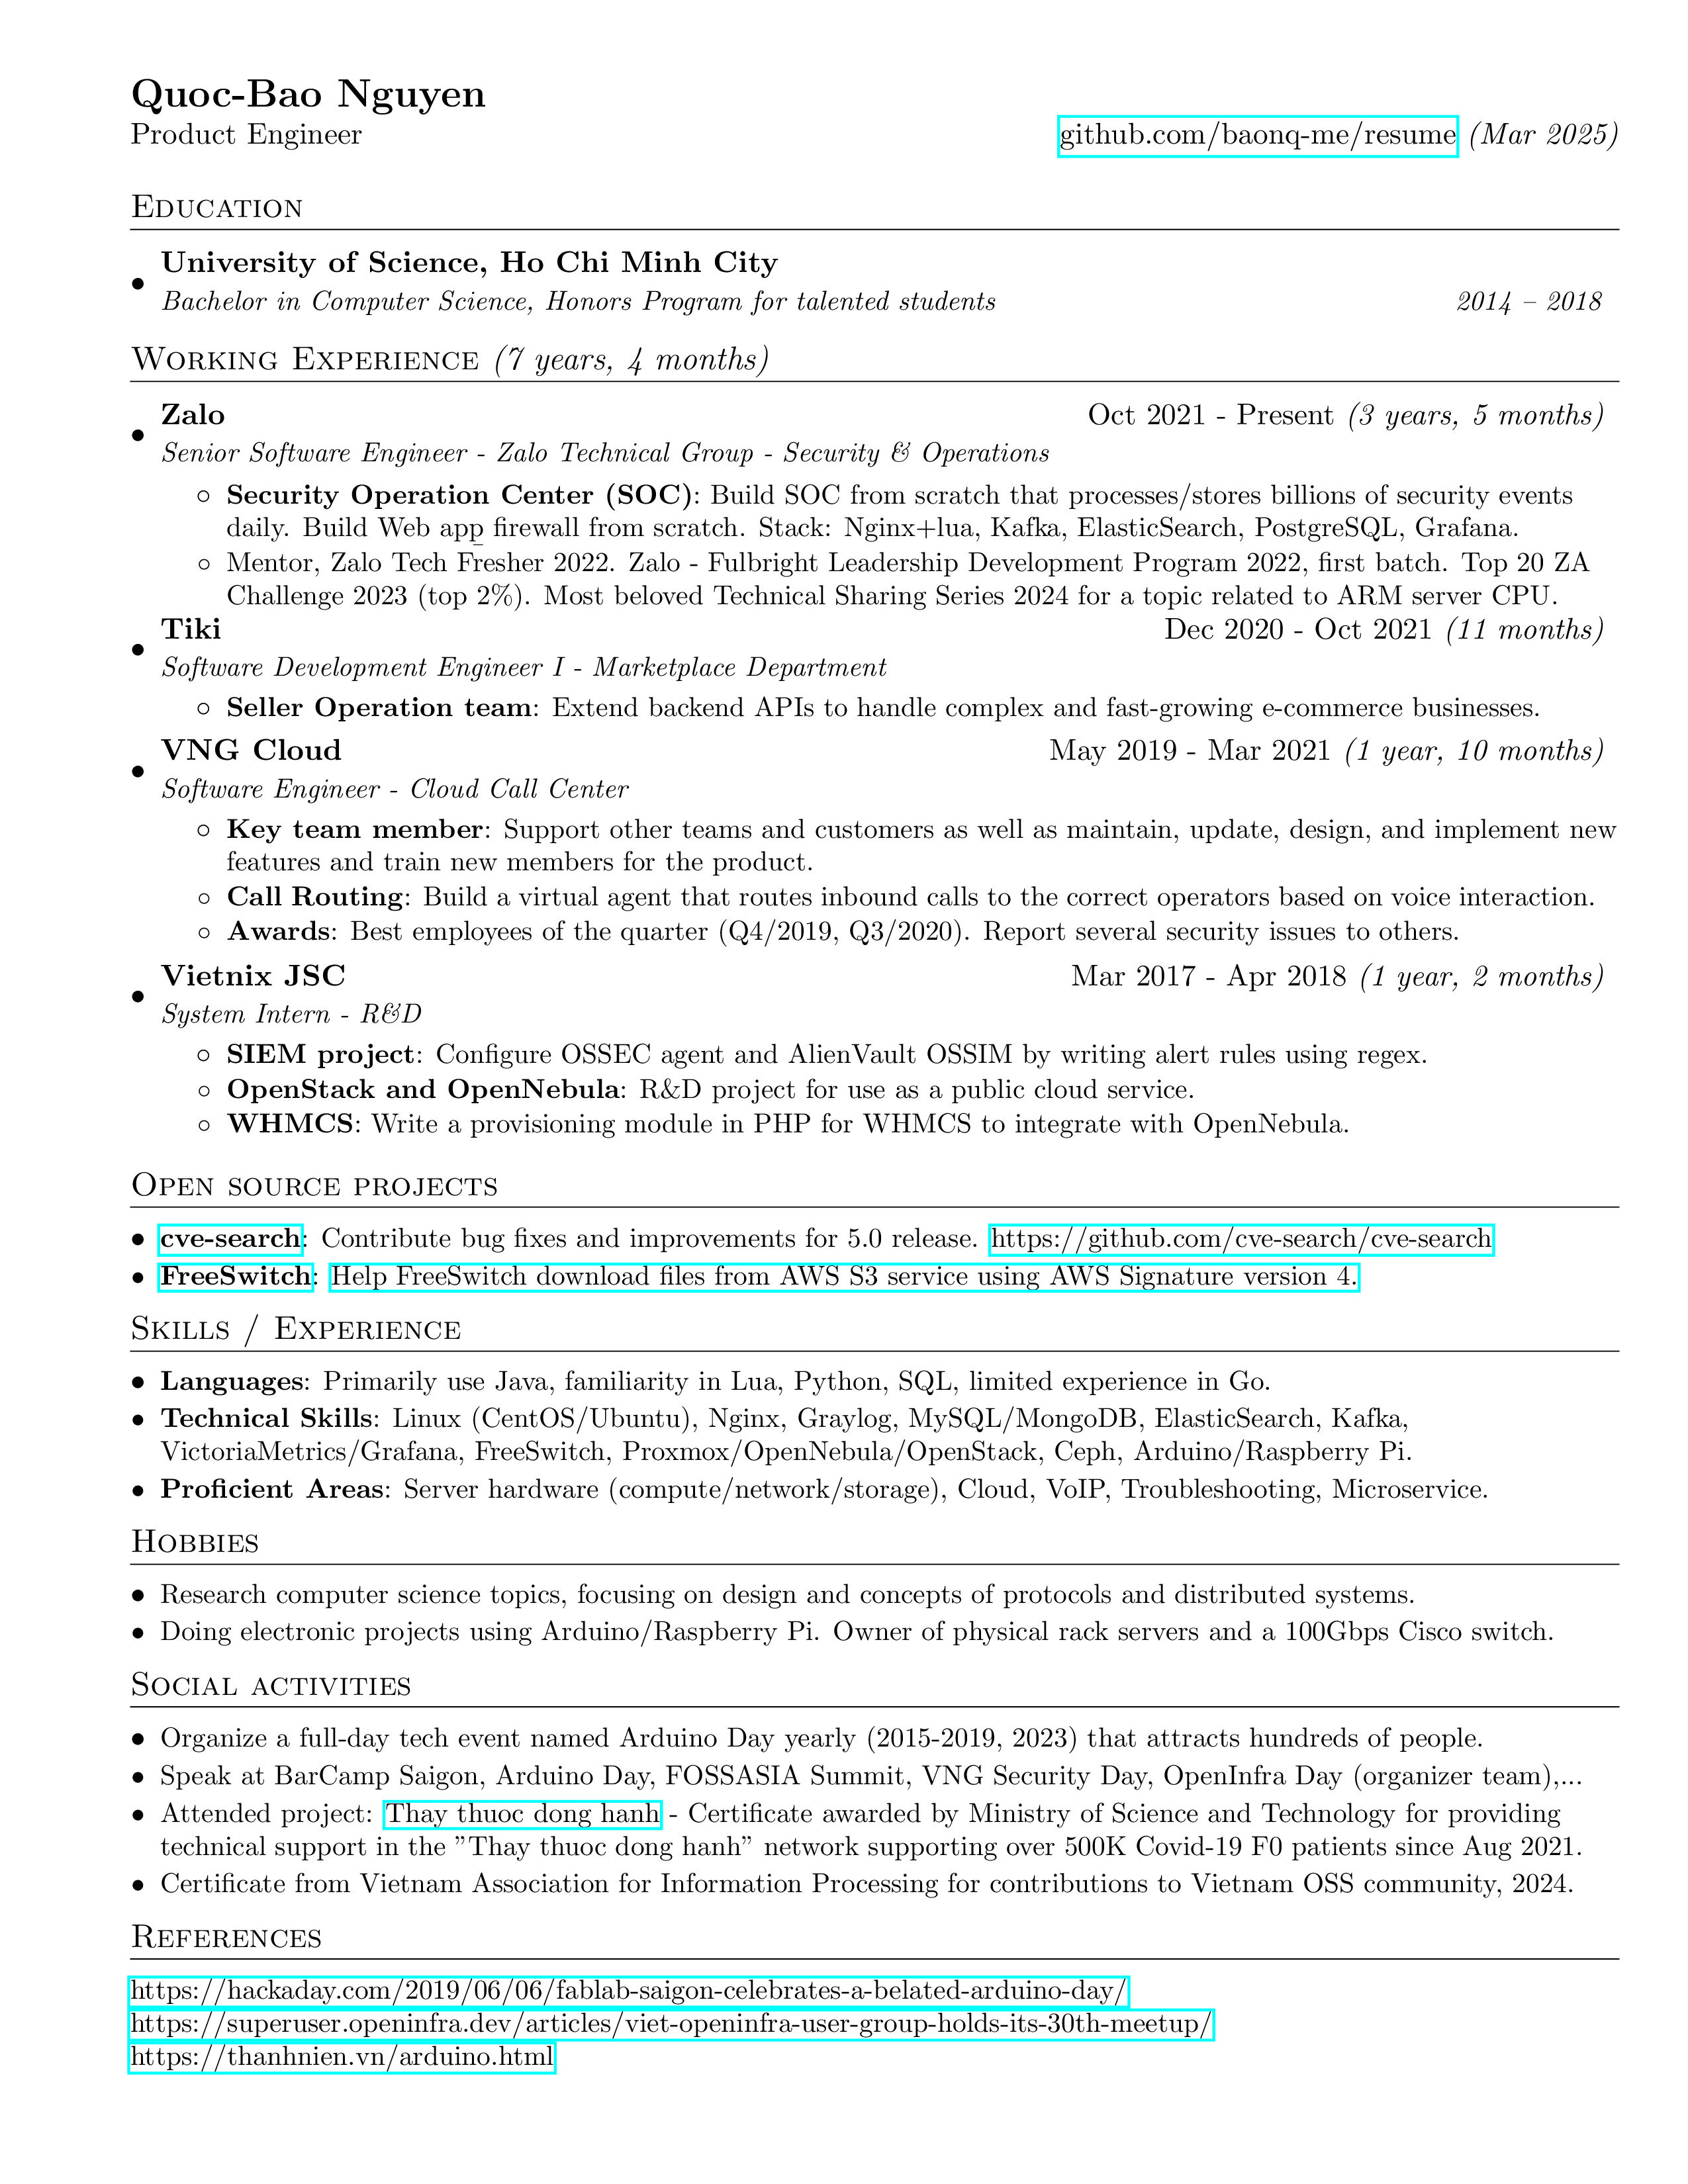 Quoc-Bao Nguyen
Product Engineer github.com/baonq-me/resume (Mar 2025)
Education
• University of Science, Ho Chi Minh City
Bachelor in Computer Science, Honors Program for talented students 2014 – 2018
Working Experience (7 years, 4 months)
• Zalo Oct 2021 - Present (3 years, 5 months)
Senior Software Engineer - Zalo Technical Group - Security & Operations
◦ Security Operation Center (SOC): Build SOC from scratch that processes/stores billions of security events
daily. Build Web app firewall from scratch. Stack: Nginx+lua, Kafka, ElasticSearch, PostgreSQL, Grafana.
◦ Mentor, Zalo Tech Fresher 2022. Zalo - Fulbright Leadership Development Program 2022, first batch. Top 20 ZA
Challenge 2023 (top 2%). Most beloved Technical Sharing Series 2024 for a topic related to ARM server CPU.
• Tiki Dec 2020 - Oct 2021 (11 months)
Software Development Engineer I - Marketplace Department
◦ Seller Operation team: Extend backend APIs to handle complex and fast-growing e-commerce businesses.
• VNG Cloud May 2019 - Mar 2021 (1 year, 10 months)
Software Engineer - Cloud Call Center
◦ Key team member: Support other teams and customers as well as maintain, update, design, and implement new
features and train new members for the product.
◦ Call Routing: Build a virtual agent that routes inbound calls to the correct operators based on voice interaction.
◦ Awards: Best employees of the quarter (Q4/2019, Q3/2020). Report several security issues to others.
• Vietnix JSC Mar 2017 - Apr 2018 (1 year, 2 months)
System Intern - R&D
◦ SIEM project: Configure OSSEC agent and AlienVault OSSIM by writing alert rules using regex.
◦ OpenStack and OpenNebula: R&D project for use as a public cloud service.
◦ WHMCS: Write a provisioning module in PHP for WHMCS to integrate with OpenNebula.
Open source projects
• cve-search: Contribute bug fixes and improvements for 5.0 release. https://github.com/cve-search/cve-search
• FreeSwitch: Help FreeSwitch download files from AWS S3 service using AWS Signature version 4.
Skills / Experience
• Languages: Primarily use Java, familiarity in Lua, Python, SQL, limited experience in Go.
• Technical Skills: Linux (CentOS/Ubuntu), Nginx, Graylog, MySQL/MongoDB, ElasticSearch, Kafka,
VictoriaMetrics/Grafana, FreeSwitch, Proxmox/OpenNebula/OpenStack, Ceph, Arduino/Raspberry Pi.
• Proficient Areas: Server hardware (compute/network/storage), Cloud, VoIP, Troubleshooting, Microservice.
Hobbies
• Research computer science topics, focusing on design and concepts of protocols and distributed systems.
• Doing electronic projects using Arduino/Raspberry Pi. Owner of physical rack servers and a 100Gbps Cisco switch.
Social activities
• Organize a full-day tech event named Arduino Day yearly (2015-2019, 2023) that attracts hundreds of people.
• Speak at BarCamp Saigon, Arduino Day, FOSSASIA Summit, VNG Security Day, OpenInfra Day (organizer team),...
• Attended project: Thay thuoc dong hanh - Certificate awarded by Ministry of Science and Technology for providing
technical support in the ”Thay thuoc dong hanh” network supporting over 500K Covid-19 F0 patients since Aug 2021.
• Certificate from Vietnam Association for Information Processing for contributions to Vietnam OSS community, 2024.
References
https://hackaday.com/2019/06/06/fablab-saigon-celebrates-a-belated-arduino-day/
https://superuser.openinfra.dev/articles/viet-openinfra-user-group-holds-its-30th-meetup/
https://thanhnien.vn/arduino.html